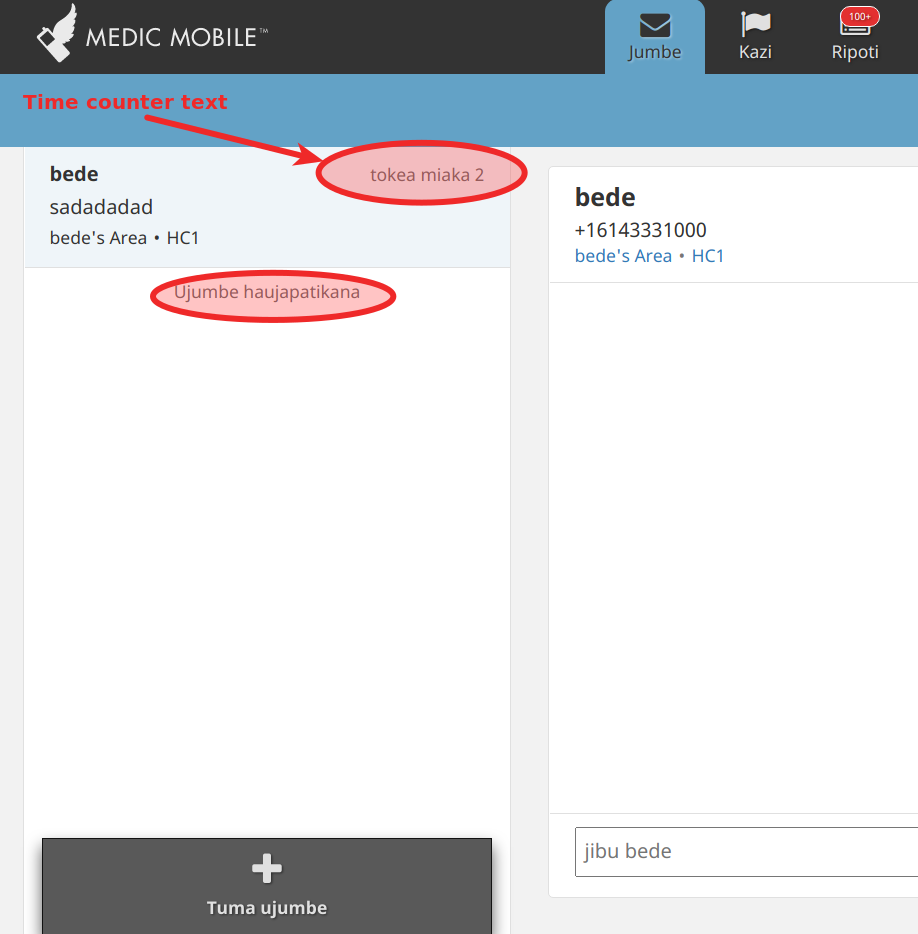 MEDIC MOBILE™
Jumbe
Kazi
100+
Ripoti
Time counter text
bede
tokea miaka 2
sadadadad
bede's Area • HC1
Ujumbe haujapatikana
Tuma ujumbe
bede
+16143331000
bede's Area • HC1
jibu bede